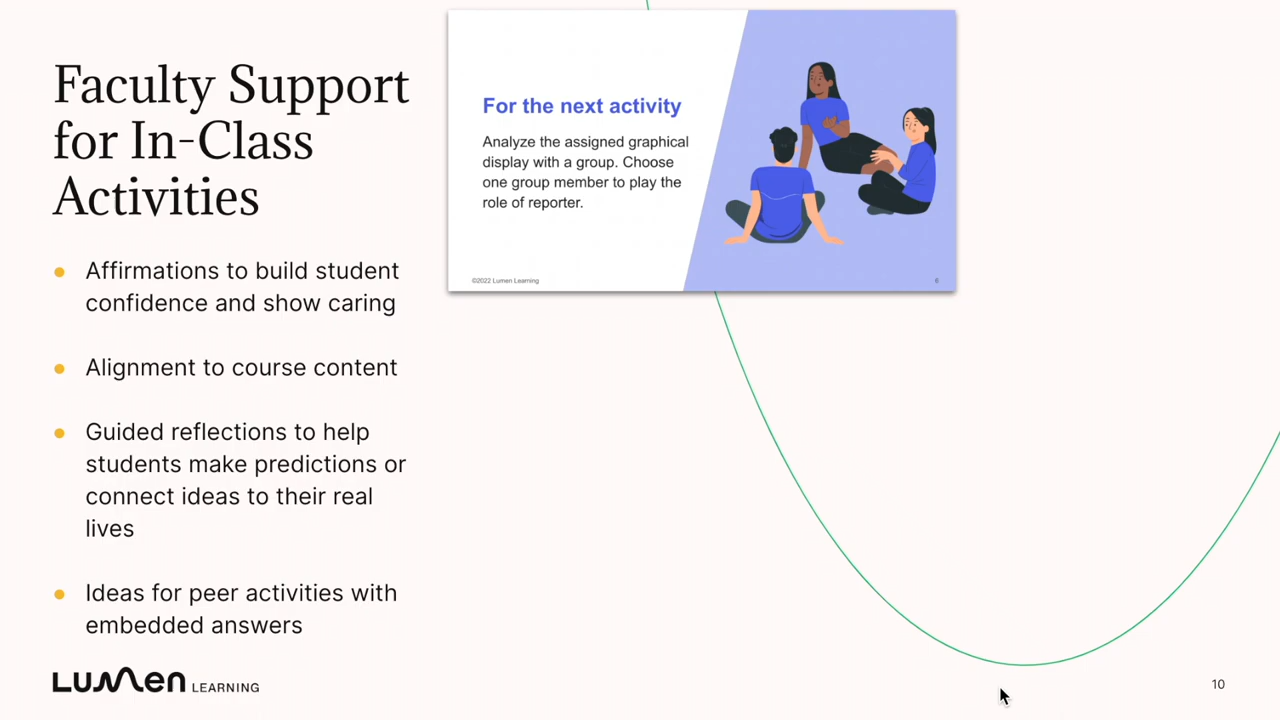 Faculty Support
for In-Class
Activities
Affirmations to build student
confidence and show caring
Alignment to course content
Guided reflections to help
students make predictions or
connect ideas to their real
lives
Ideas for peer activities with
embedded answers
For the next activity
Analyze the assigned graphical
display with a group. Choose
one group member to play the
role of reporter.
©2022 Lumen Learning
6
Lumen LEARNING
10